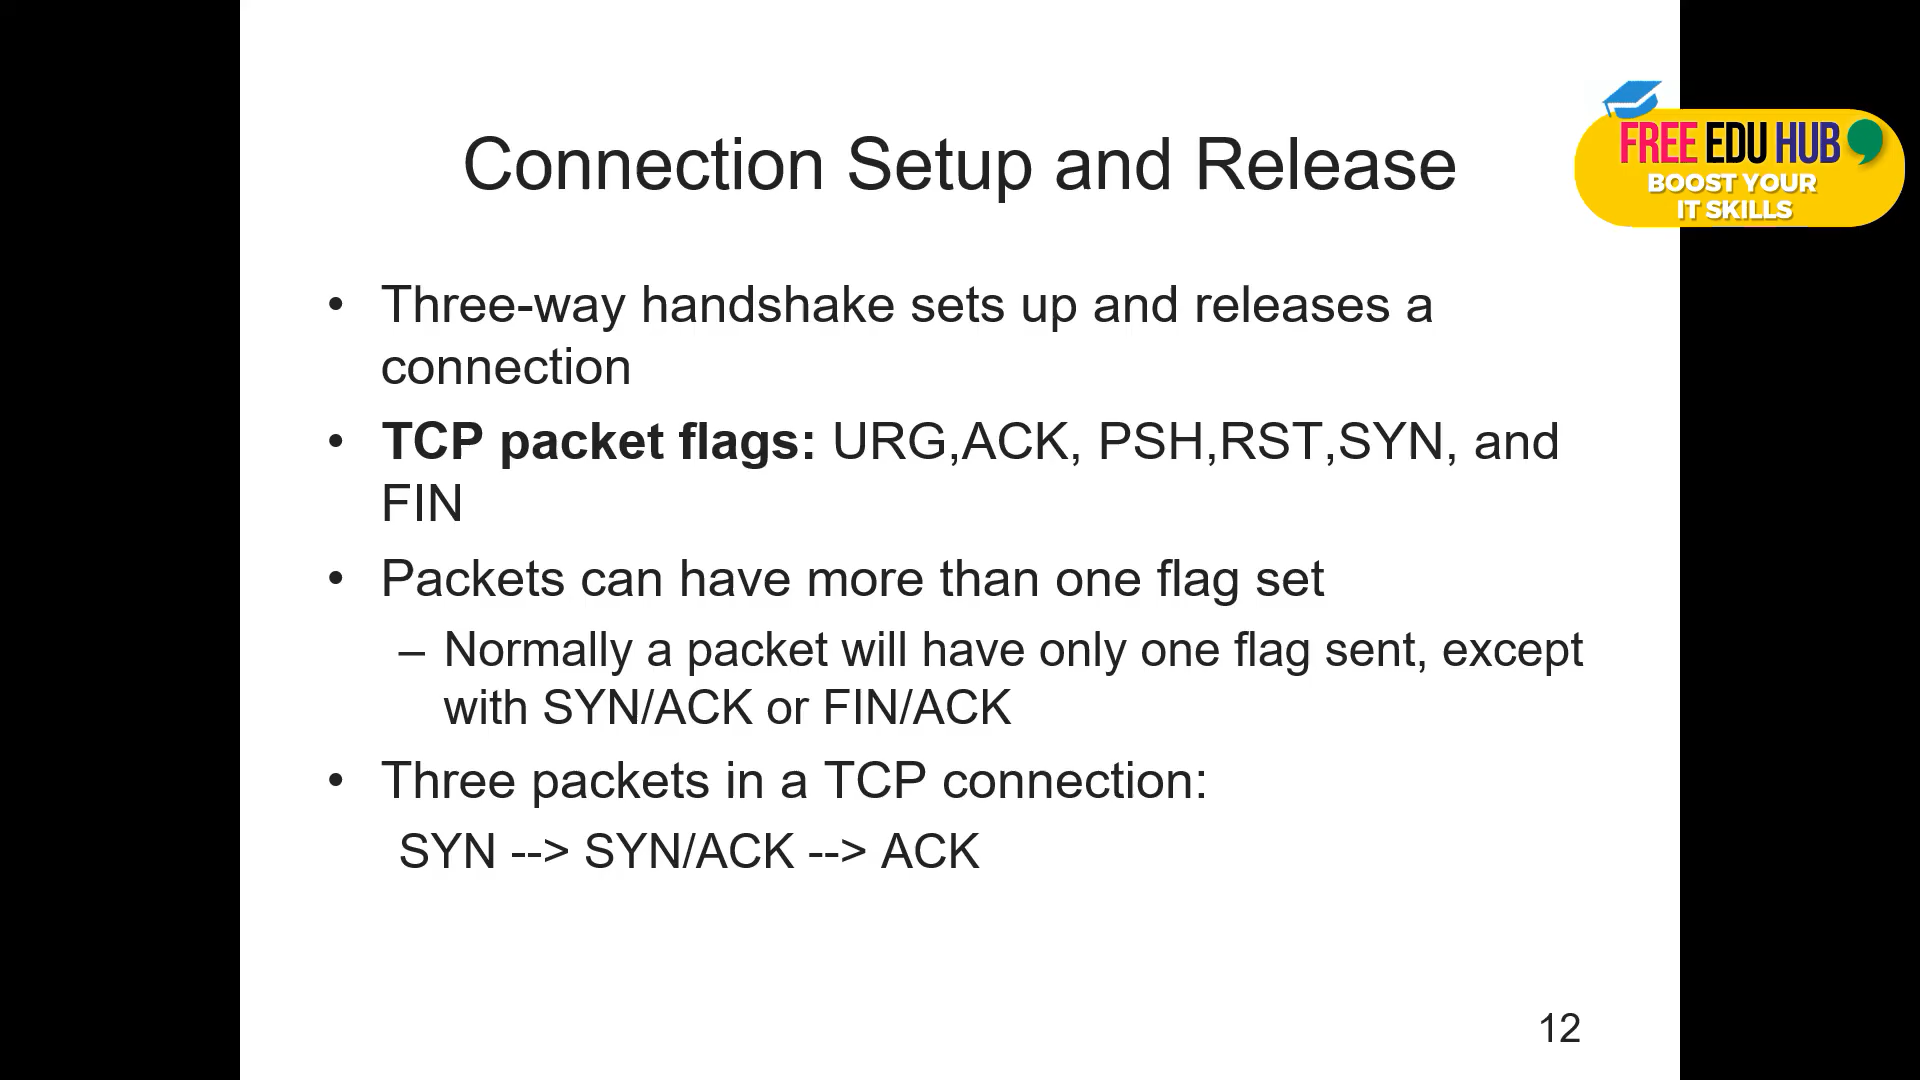 Connection Setup and Release
FREE EDU HUB
BOOST YOUR
IT SKILLS
• Three-way handshake sets up and releases a
connection
• TCP packet flags: URG,ACK, PSH,RST,SYN, and
FIN
• Packets can have more than one flag set
– Normally a packet will have only one flag sent, except
with SYN/ACK or FIN/ACK
• Three packets in a TCP connection:
SYN --> SYN/ACK --> ACK
12